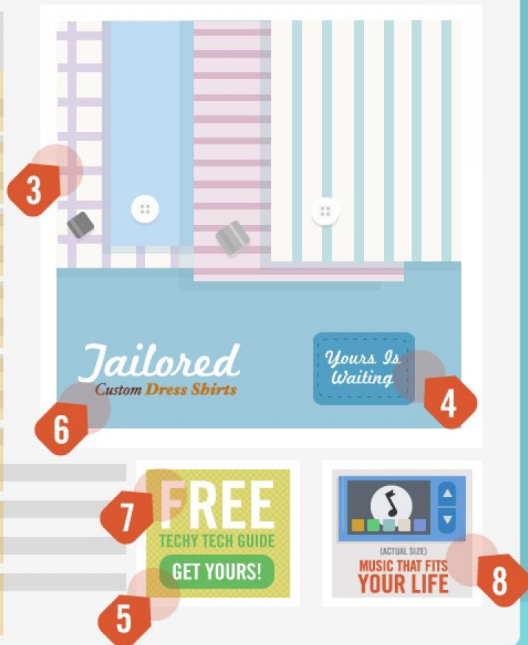 3
Tailored
Custom Dress Shirts
Yours Is
Waiting
4
6
7
FREE
TECHY TECH GUIDE
GET YOURS!
5
(ACTUAL SIZE)
MUSIC THAT FITS
YOUR LIFE
8